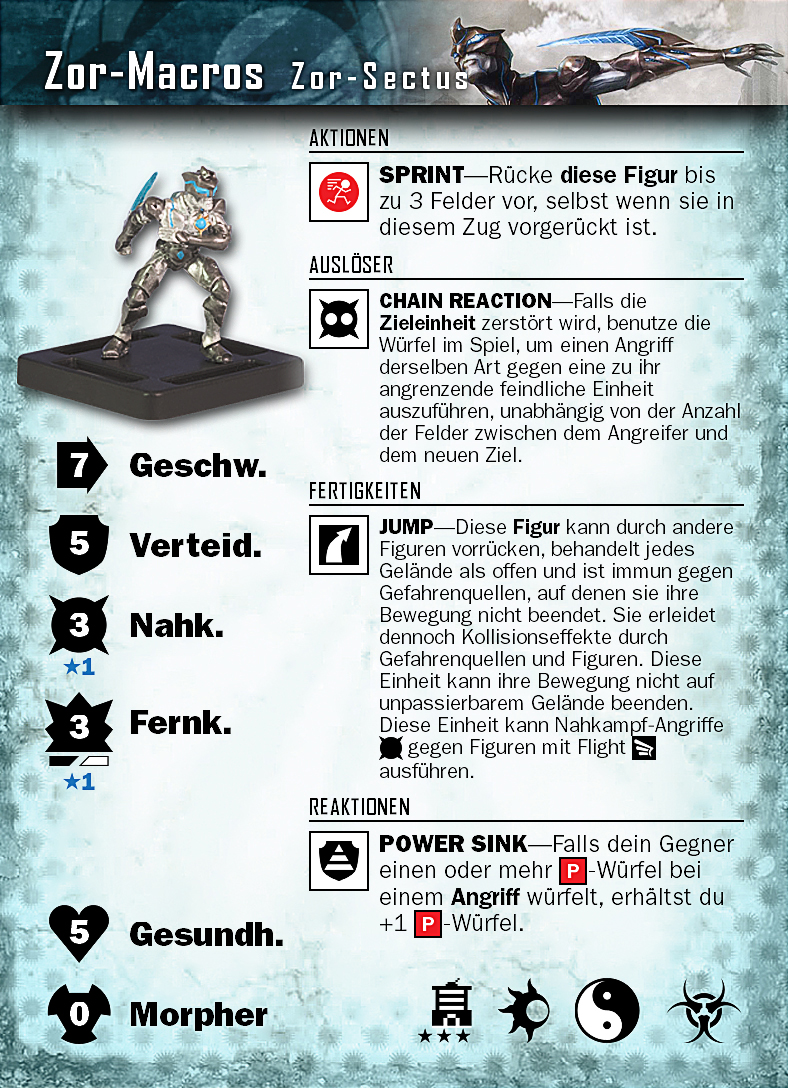 Zor-Macros Zor-Sectus
AKTIONEN
SPRINT—Rücke diese Figur bis
zu 3 Felder vor, selbst wenn sie in
diesem Zug vorgerückt ist.
AUSLÖSER
CHAIN REACTION—Falls die
Zieleinheit zerstört wird, benutze die
Würfel im Spiel, um einen Angriff
derselben Art gegen eine zu ihr
angrenzende feindliche Einheit
auszuführen, unabhängig von der Anzahl
der Felder zwischen dem Angreifer und
dem neuen Ziel.
FERTIGKEITEN
JUMP—Diese Figur kann durch andere
Figuren vorrücken, behandelt jedes
Gelände als offen und ist immun gegen
Gefahrenquellen, auf denen sie ihre
Bewegung nicht beendet. Sie erleidet
dennoch Kollisionseffekte durch
Gefahrenquellen und Figuren. Diese
Einheit kann ihre Bewegung nicht auf
unpassierbarem Gelände beenden.
Diese Einheit kann Nahkampf-Angriffe
gegen Figuren mit Flight
ausführen.
REAKTIONEN
POWER SINK—Falls dein Gegner
einen oder mehr P-Würfel bei
einem Angriff würfelt, erhältst du
+1 P-Würfel.
7 Geschw.
5 Verteid.
3 Nahk.
★1
3 Fernk.
★1
5 Gesundh.
0 Morpher
★★★